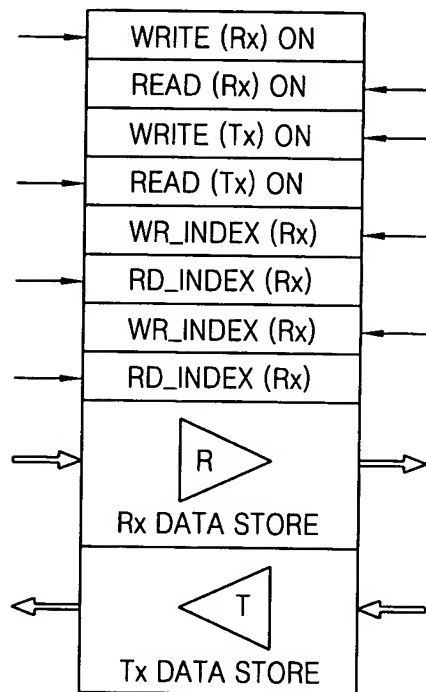 WRITE (Rx) ON
READ (Rx) ON
WRITE (Tx) ON
READ (Tx) ON
WR_INDEX (Rx)
RD_INDEX (Rx)
WR_INDEX (Rx)
RD_INDEX (Rx)
R
Rx DATA STORE
T
Tx DATA STORE